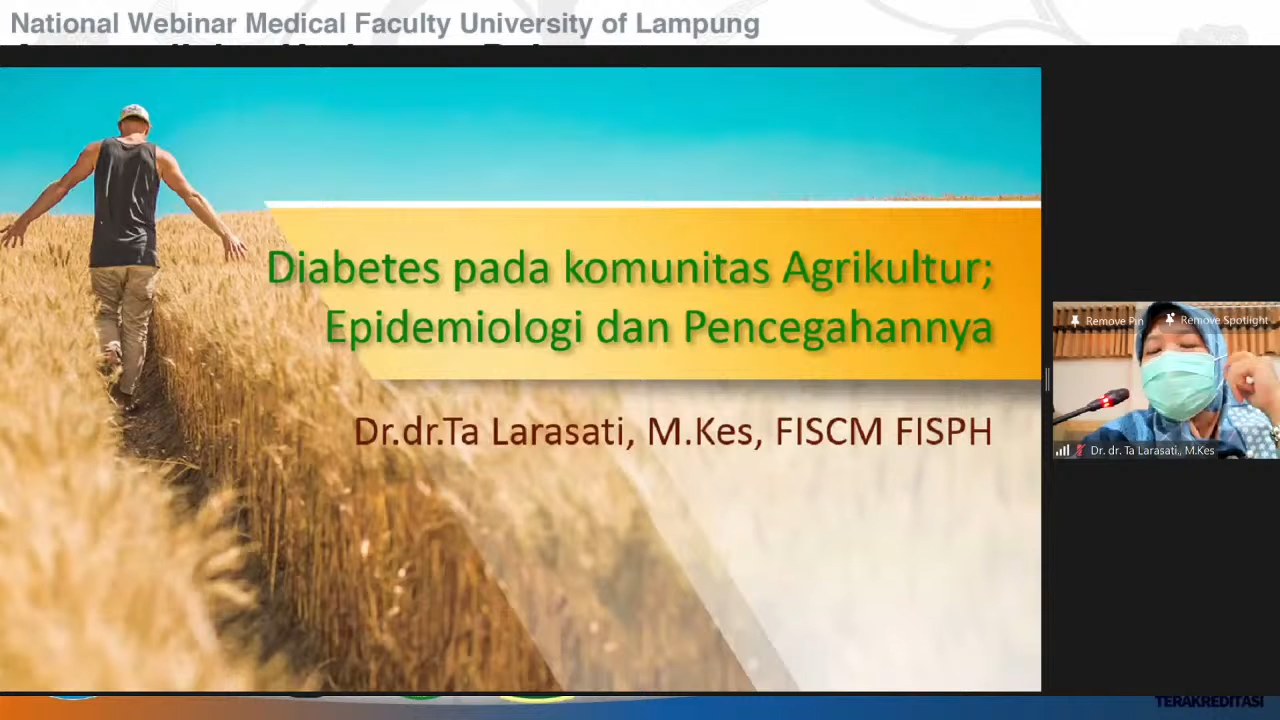 National Webinar Medical Faculty University of Lampung
Diabetes pada komunitas Agrikultur;
Epidemiologi dan Pencegahannya
Dr.dr.Ta Larasati, M.Kes, FISCM FISPH
Remove Pin
Remove Spotlight
Dr. dr. Ta Larasati,, M.Kes
TERAKREDITASI